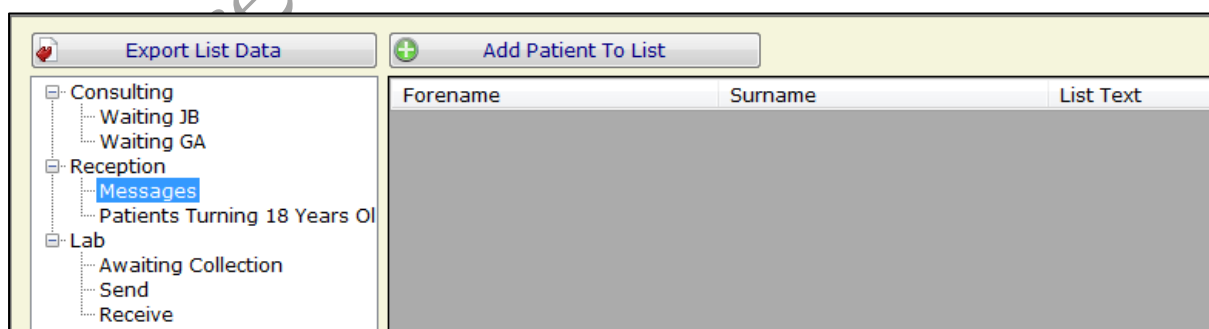 Export List Data
Add Patient To List
Consulting
Waiting JB
Waiting GA
Reception
Messages
Patients Turning 18 Years Ol
Lab
Awaiting Collection
Send
Receive
Forename Surname List Text